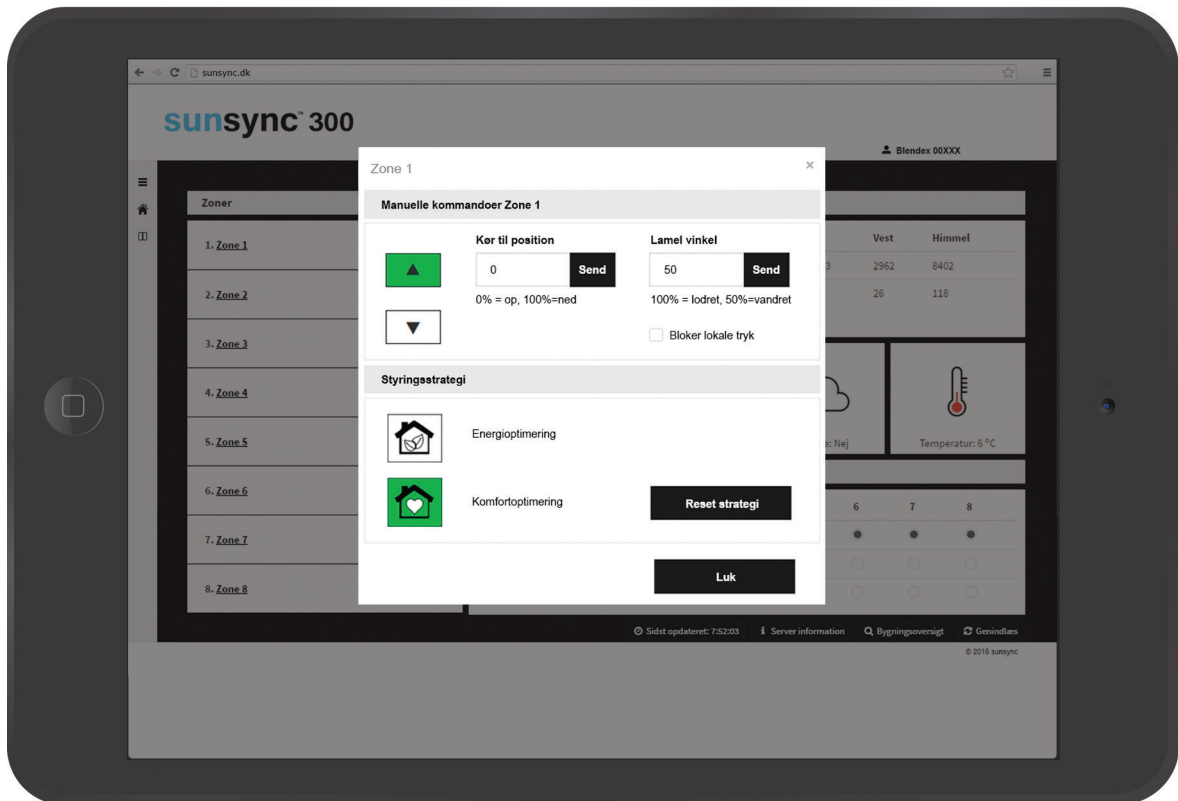 sunsync.dk
sunsync™ 300
Blendex 00XXX
Zone 1 ×
Zoner
Manuelle kommandoer Zone 1
Kør til position Lamel vinkel
0 Send 50 Send
0% = op, 100%=ned 100% = lodret, 50%=vandret
Bloker lokale tryk
Styringsstrategi
Energioptimering
Komfortoptimering Reset strategi
Luk
1. Zone 1
2. Zone 2
3. Zone 3
4. Zone 4
5. Zone 5
6. Zone 6
7. Zone 7
8. Zone 8
Vest Himmel
3 2962 8402
26 118
e: Nej Temperatur: 6 °C
6 7 8
Sidst opdateret: 7:52:03 Server information Bygningsoversigt Genindlæs
© 2016 sunsync